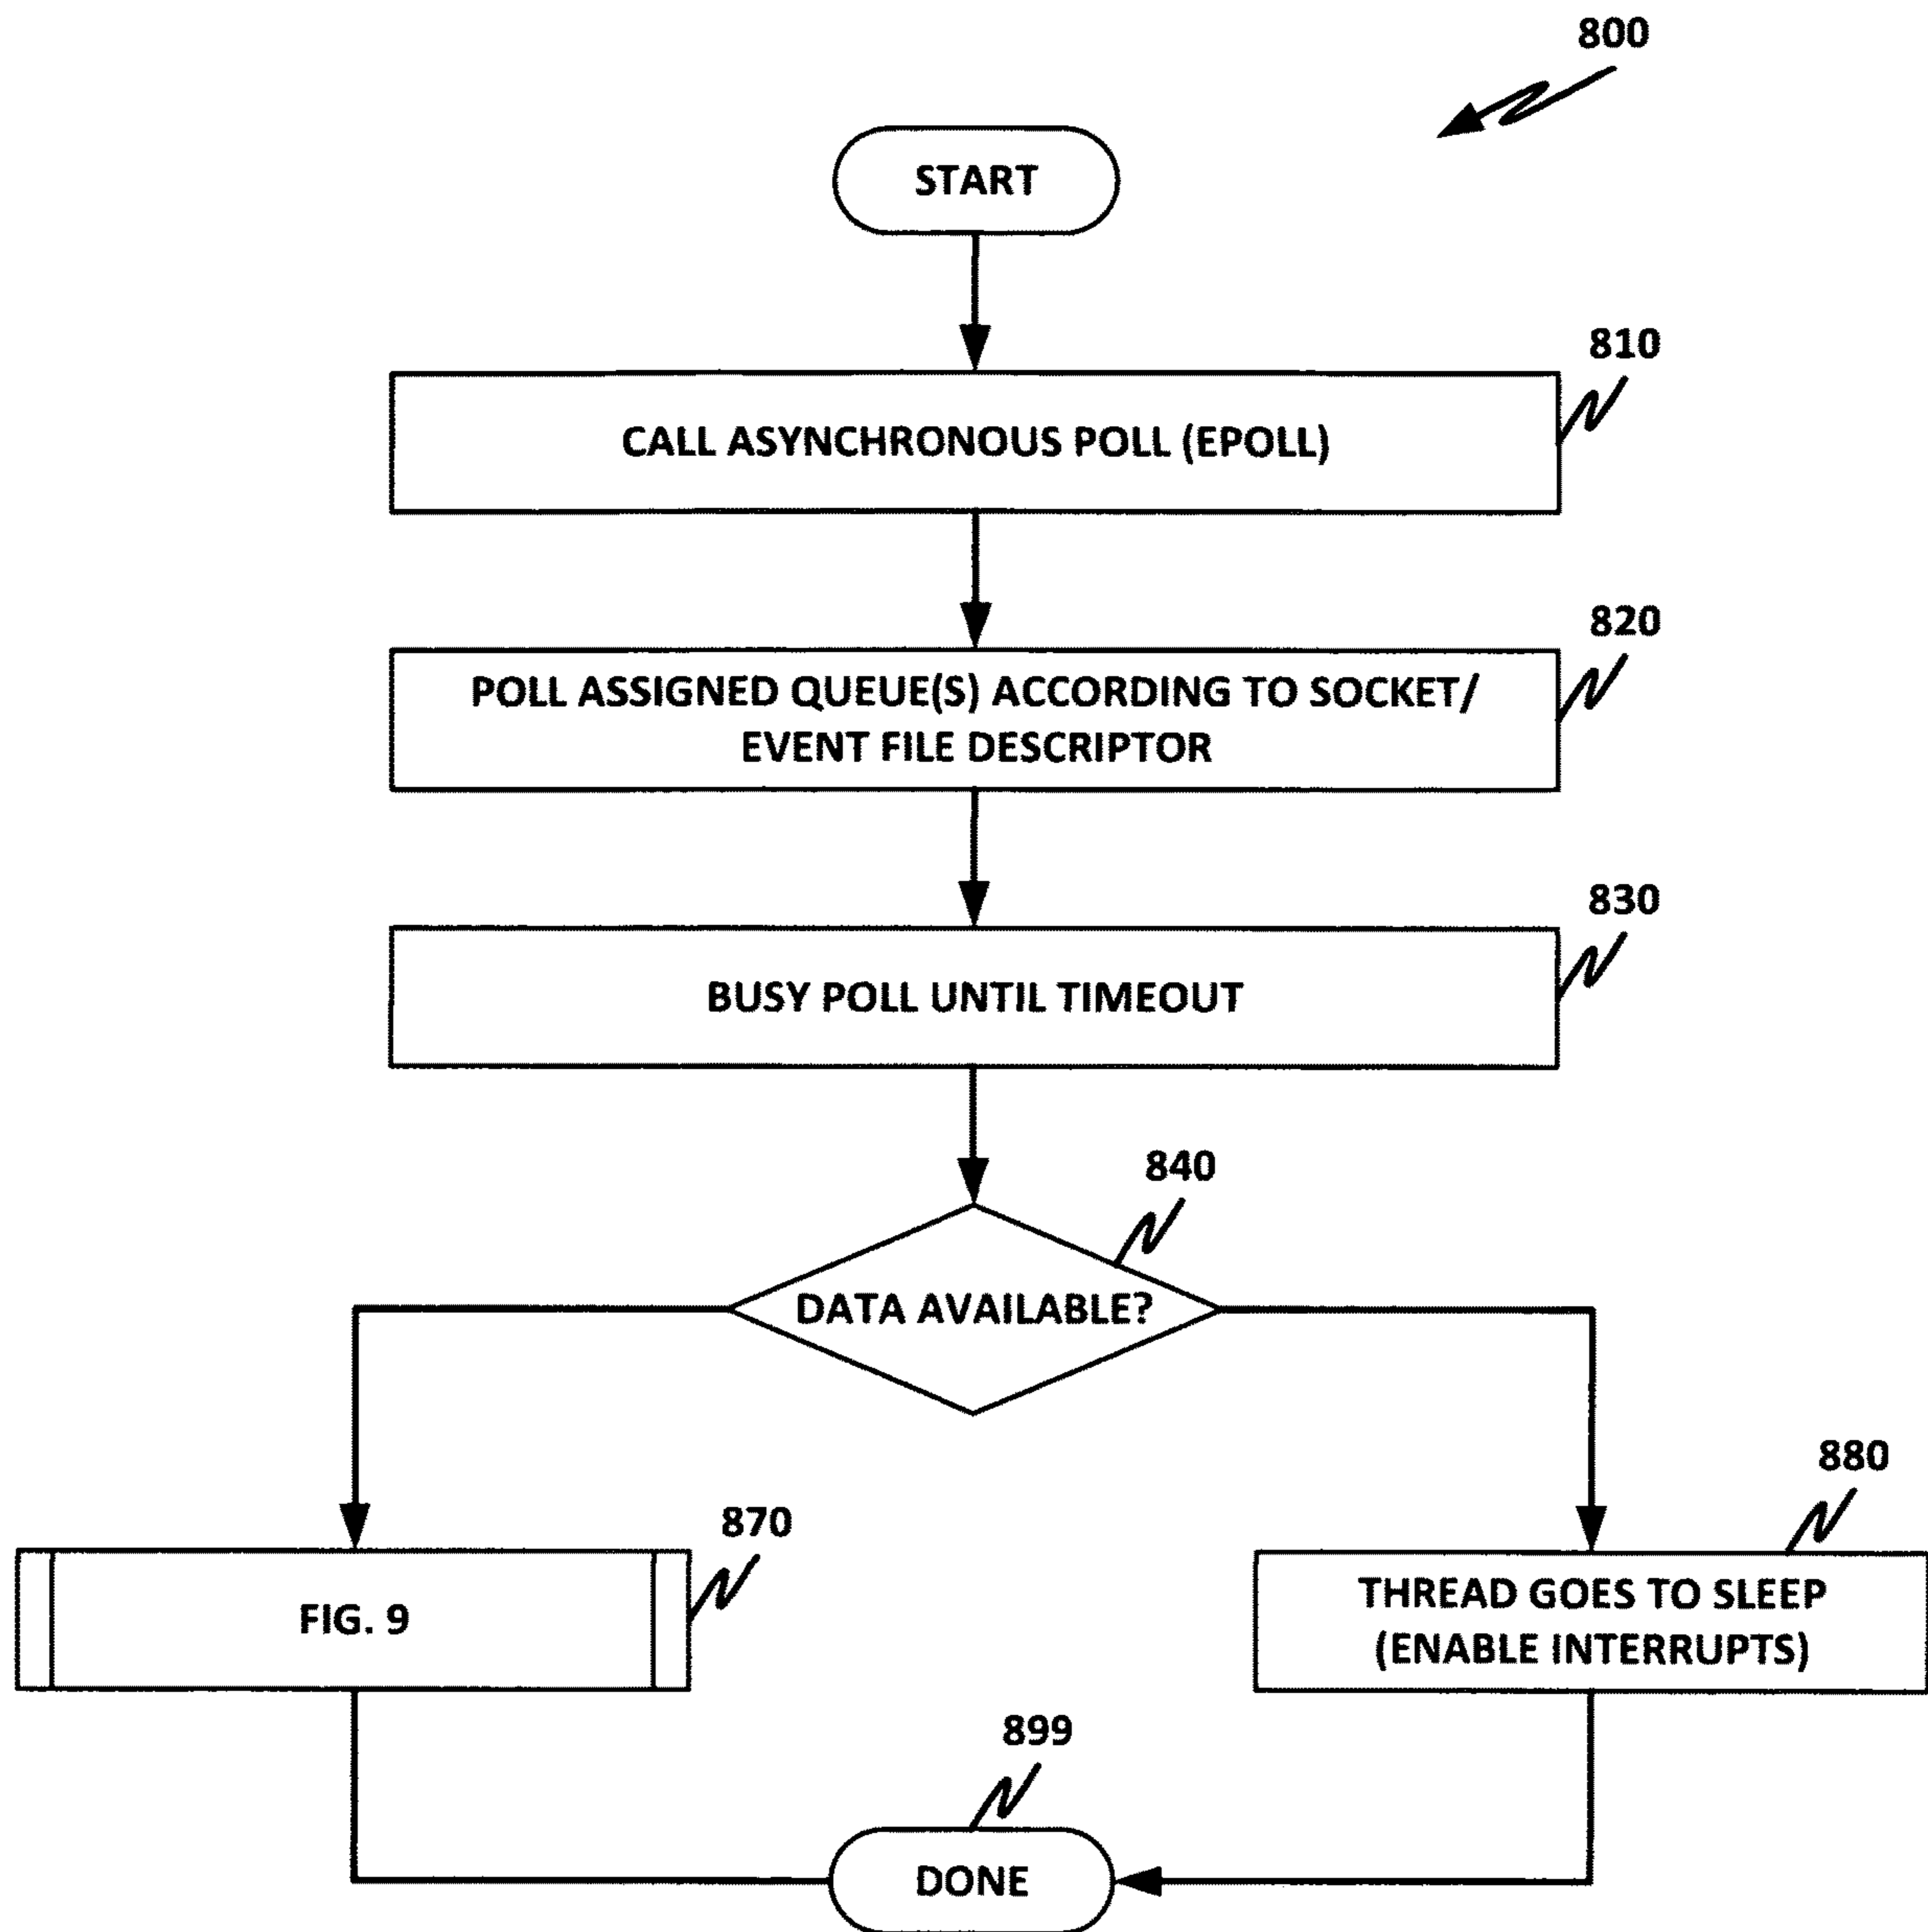 800
START
810
CALL ASYNCHRONOUS POLL (EPOLL)
820
POLL ASSIGNED QUEUE(S) ACCORDING TO SOCKET/
EVENT FILE DESCRIPTOR
830
BUSY POLL UNTIL TIMEOUT
840
DATA AVAILABLE?
870
FIG. 9
880
THREAD GOES TO SLEEP
(ENABLE INTERRUPTS)
899
DONE